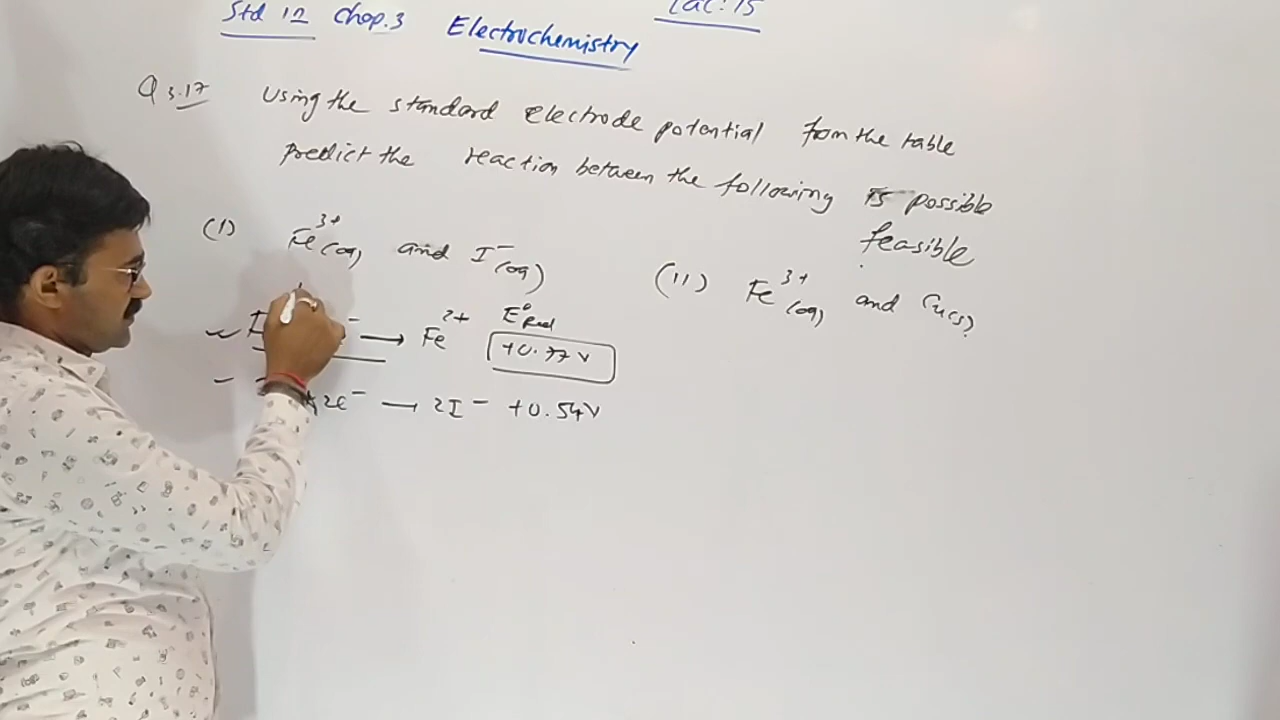 Std 12 Chap.3 Electrochemistry Lac: 15
Q 3.17 Using the standard electrode potential from the table
predict the reaction between the following is possible
feasible
(I) Fe3+(aq) and I-(aq)
(II) Fe3+(aq) and Cu(s)
→ Fe2+ E°Red +0.77 V
2e- → 2I- +0.54V